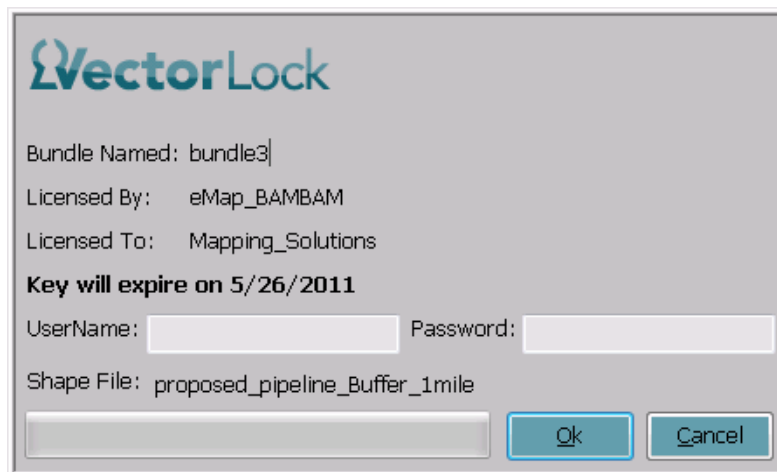 VectorLock
Bundle Named: bundle3
Licensed By: eMap_BAMBAM
Licensed To: Mapping_Solutions
Key will expire on 5/26/2011
UserName: Password:
Shape File: proposed_pipeline_Buffer_1mile
Ok Cancel